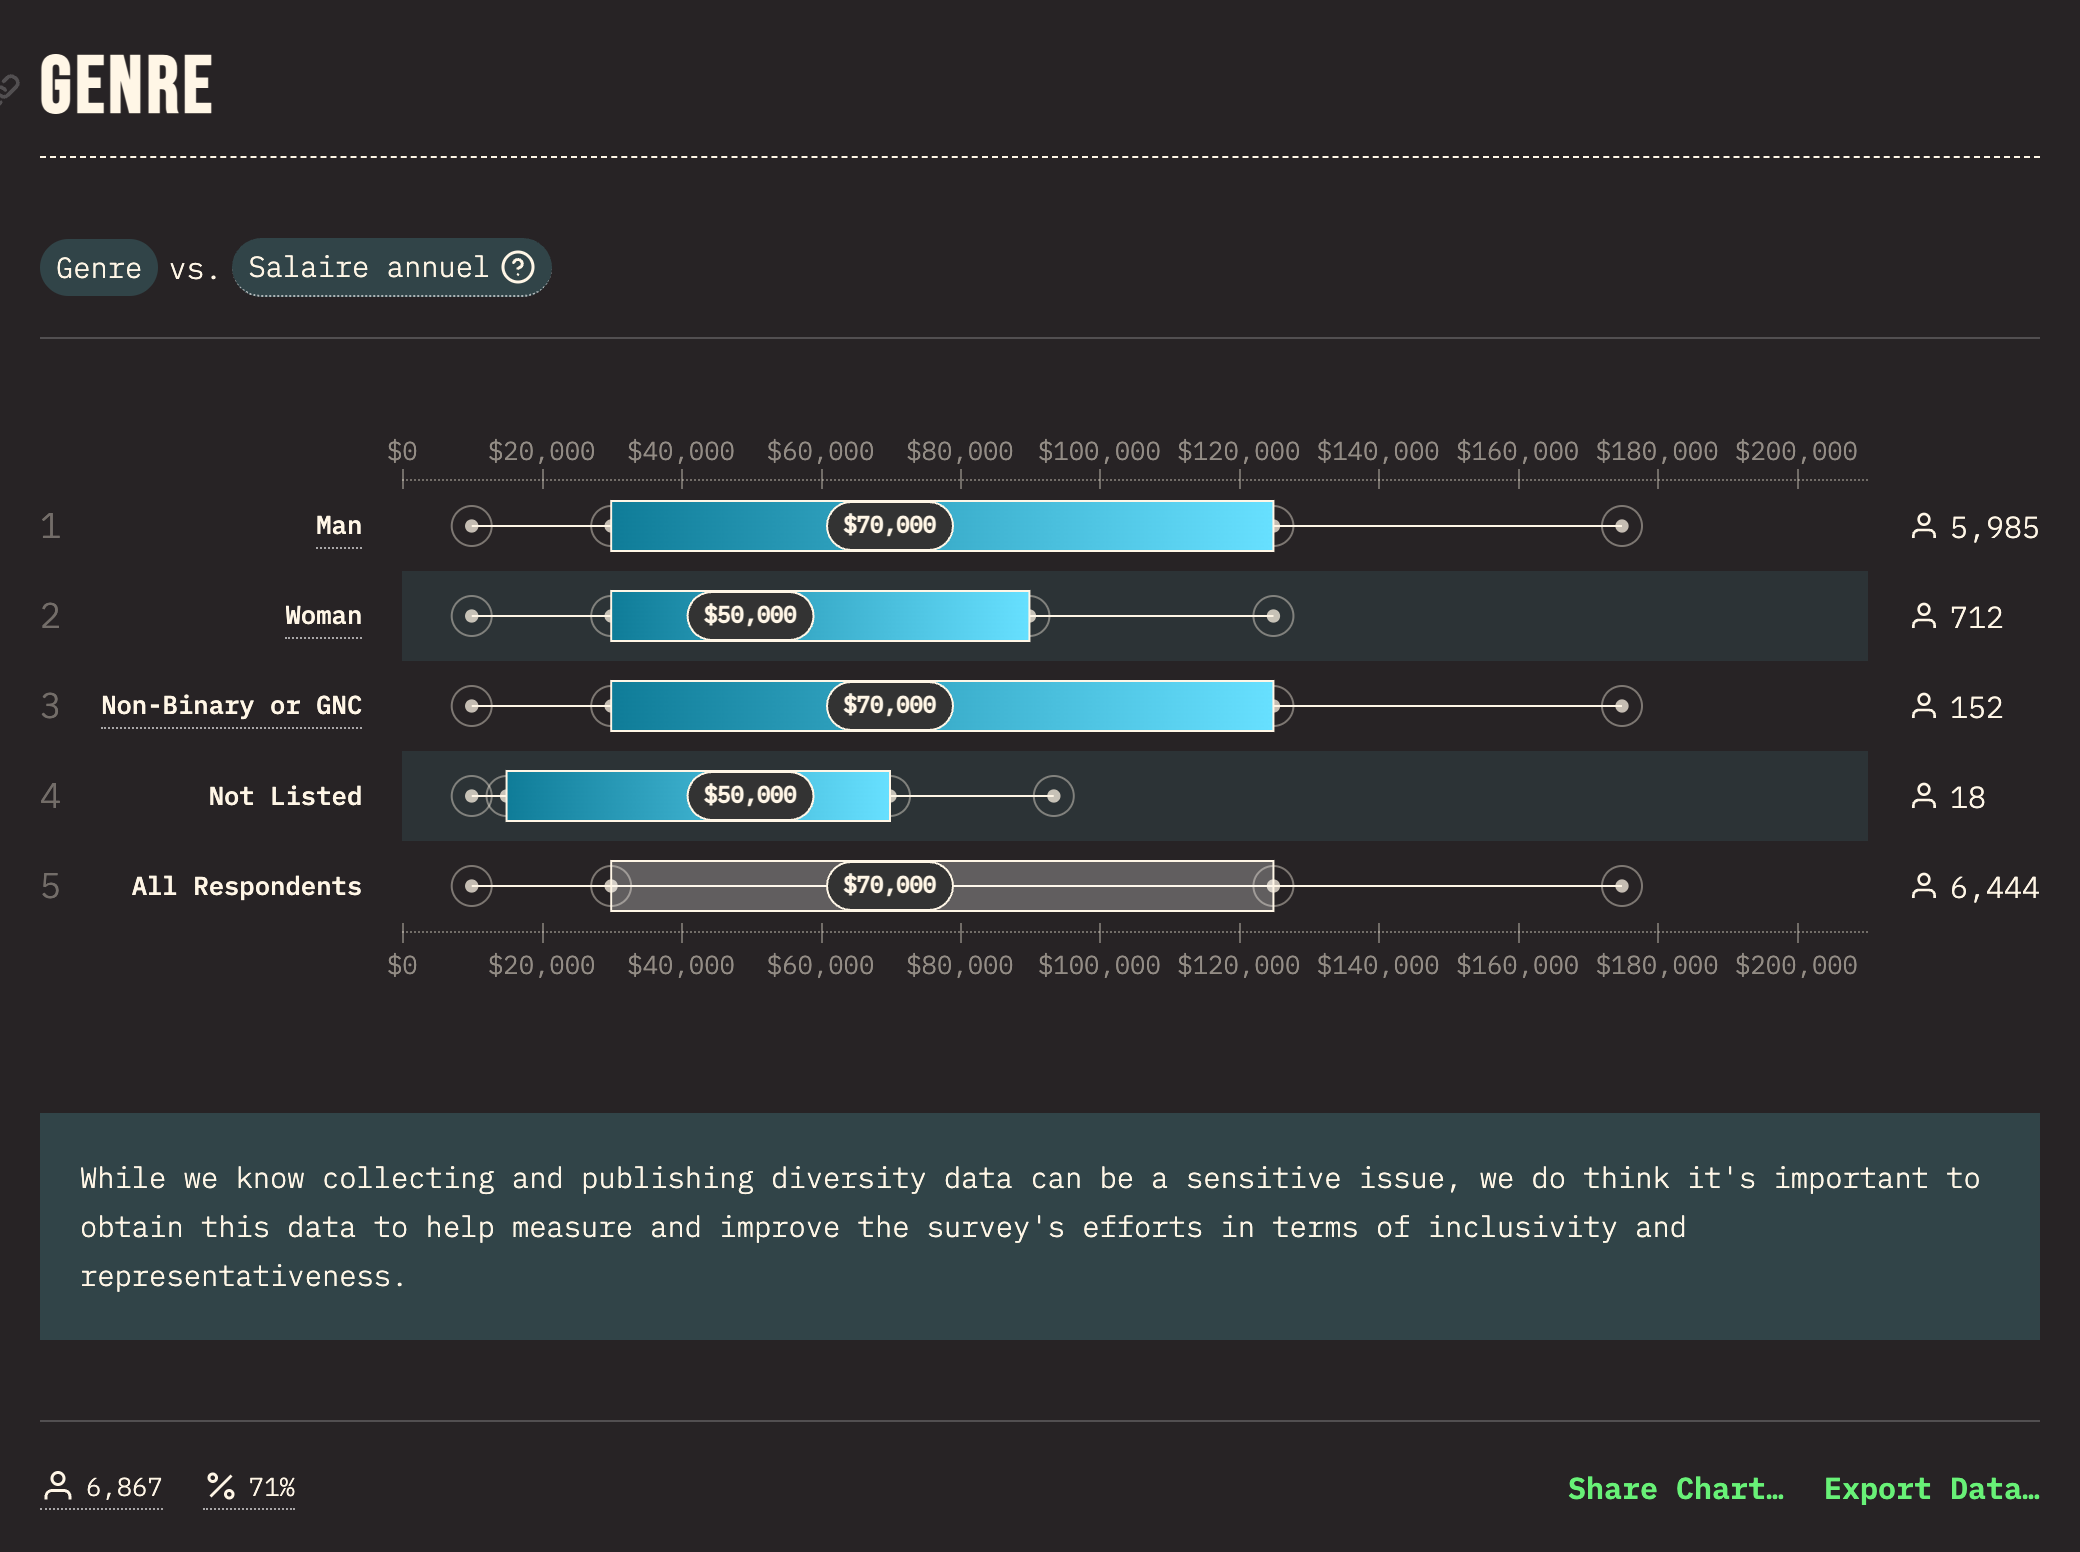 GENRE
Genre vs. Salaire annuel
$0 $20,000 $40,000 $60,000 $80,000 $100,000 $120,000 $140,000 $160,000 $180,000 $200,000
1 Man $70,000 5,985
2 Woman $50,000 712
3 Non-Binary or GNC $70,000 152
4 Not Listed $50,000 18
5 All Respondents $70,000 6,444
$0 $20,000 $40,000 $60,000 $80,000 $100,000 $120,000 $140,000 $160,000 $180,000 $200,000
While we know collecting and publishing diversity data can be a sensitive issue, we do think it's important to
obtain this data to help measure and improve the survey's efforts in terms of inclusivity and
representativeness.
6,867 71% Share Chart… Export Data…